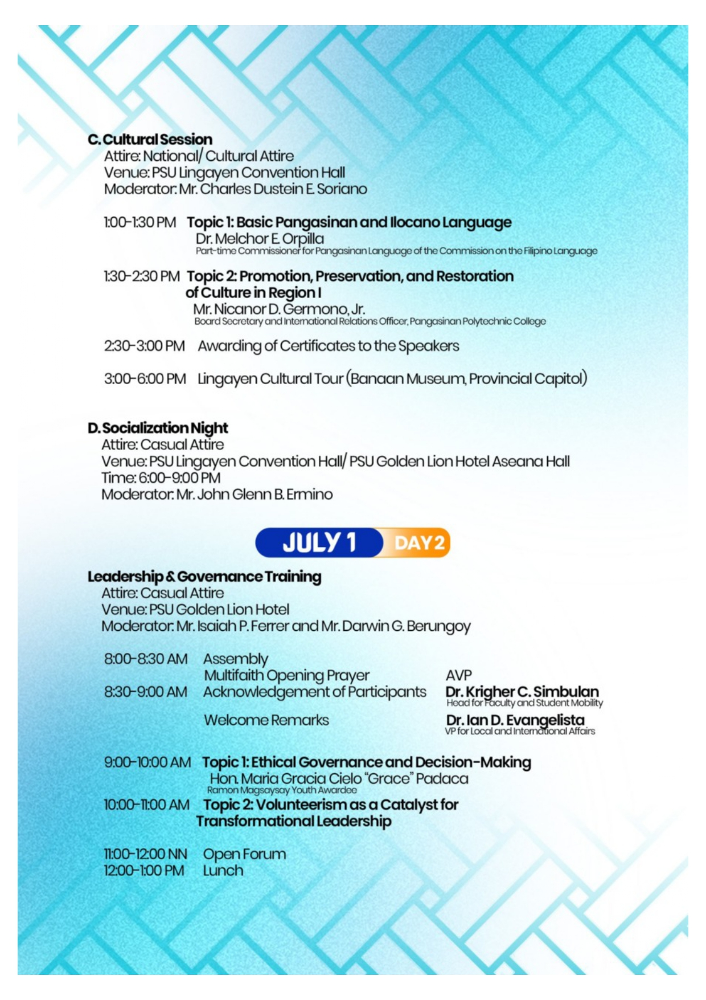 C. Cultural Session
Attire: National/ Cultural Attire
Venue: PSU Lingayen Convention Hall
Moderator: Mr. Charles Dustein E. Soriano
1:00-1:30 PM Topic 1: Basic Pangasinan and Ilocano Language
Dr. Melchor E. Orpilla
Part-time Commissioner for Pangasinan Language of the Commission on the Filipino Language
1:30-2:30 PM Topic 2: Promotion, Preservation, and Restoration
of Culture in Region I
Mr. Nicanor D. Germono, Jr.
Board Secretary and International Relations Officer, Pangasinan Polytechnic College
2:30-3:00 PM Awarding of Certificates to the Speakers
3:00-6:00 PM Lingayen Cultural Tour (Banaan Museum, Provincial Capitol)
D. Socialization Night
Attire: Casual Attire
Venue: PSU Lingayen Convention Hall/ PSU Golden Lion Hotel Aseana Hall
Time: 6:00-9:00 PM
Moderator: Mr. John Glenn B. Ermino
JULY 1 DAY 2
Leadership & Governance Training
Attire: Casual Attire
Venue: PSU Golden Lion Hotel
Moderator: Mr. Isaiah P. Ferrer and Mr. Darwin G. Berungoy
8:00-8:30 AM Assembly
Multifaith Opening Prayer AVP
8:30-9:00 AM Acknowledgement of Participants Dr. Krigher C. Simbulan
Head for Faculty and Student Mobility
Welcome Remarks Dr. Ian D. Evangelista
VP for Local and International Affairs
9:00-10:00 AM Topic 1: Ethical Governance and Decision-Making
Hon. Maria Gracia Cielo “Grace” Padaca
Ramon Magsaysay Youth Awardee
10:00-11:00 AM Topic 2: Volunteerism as a Catalyst for
Transformational Leadership
11:00-12:00 NN Open Forum
12:00-1:00 PM Lunch